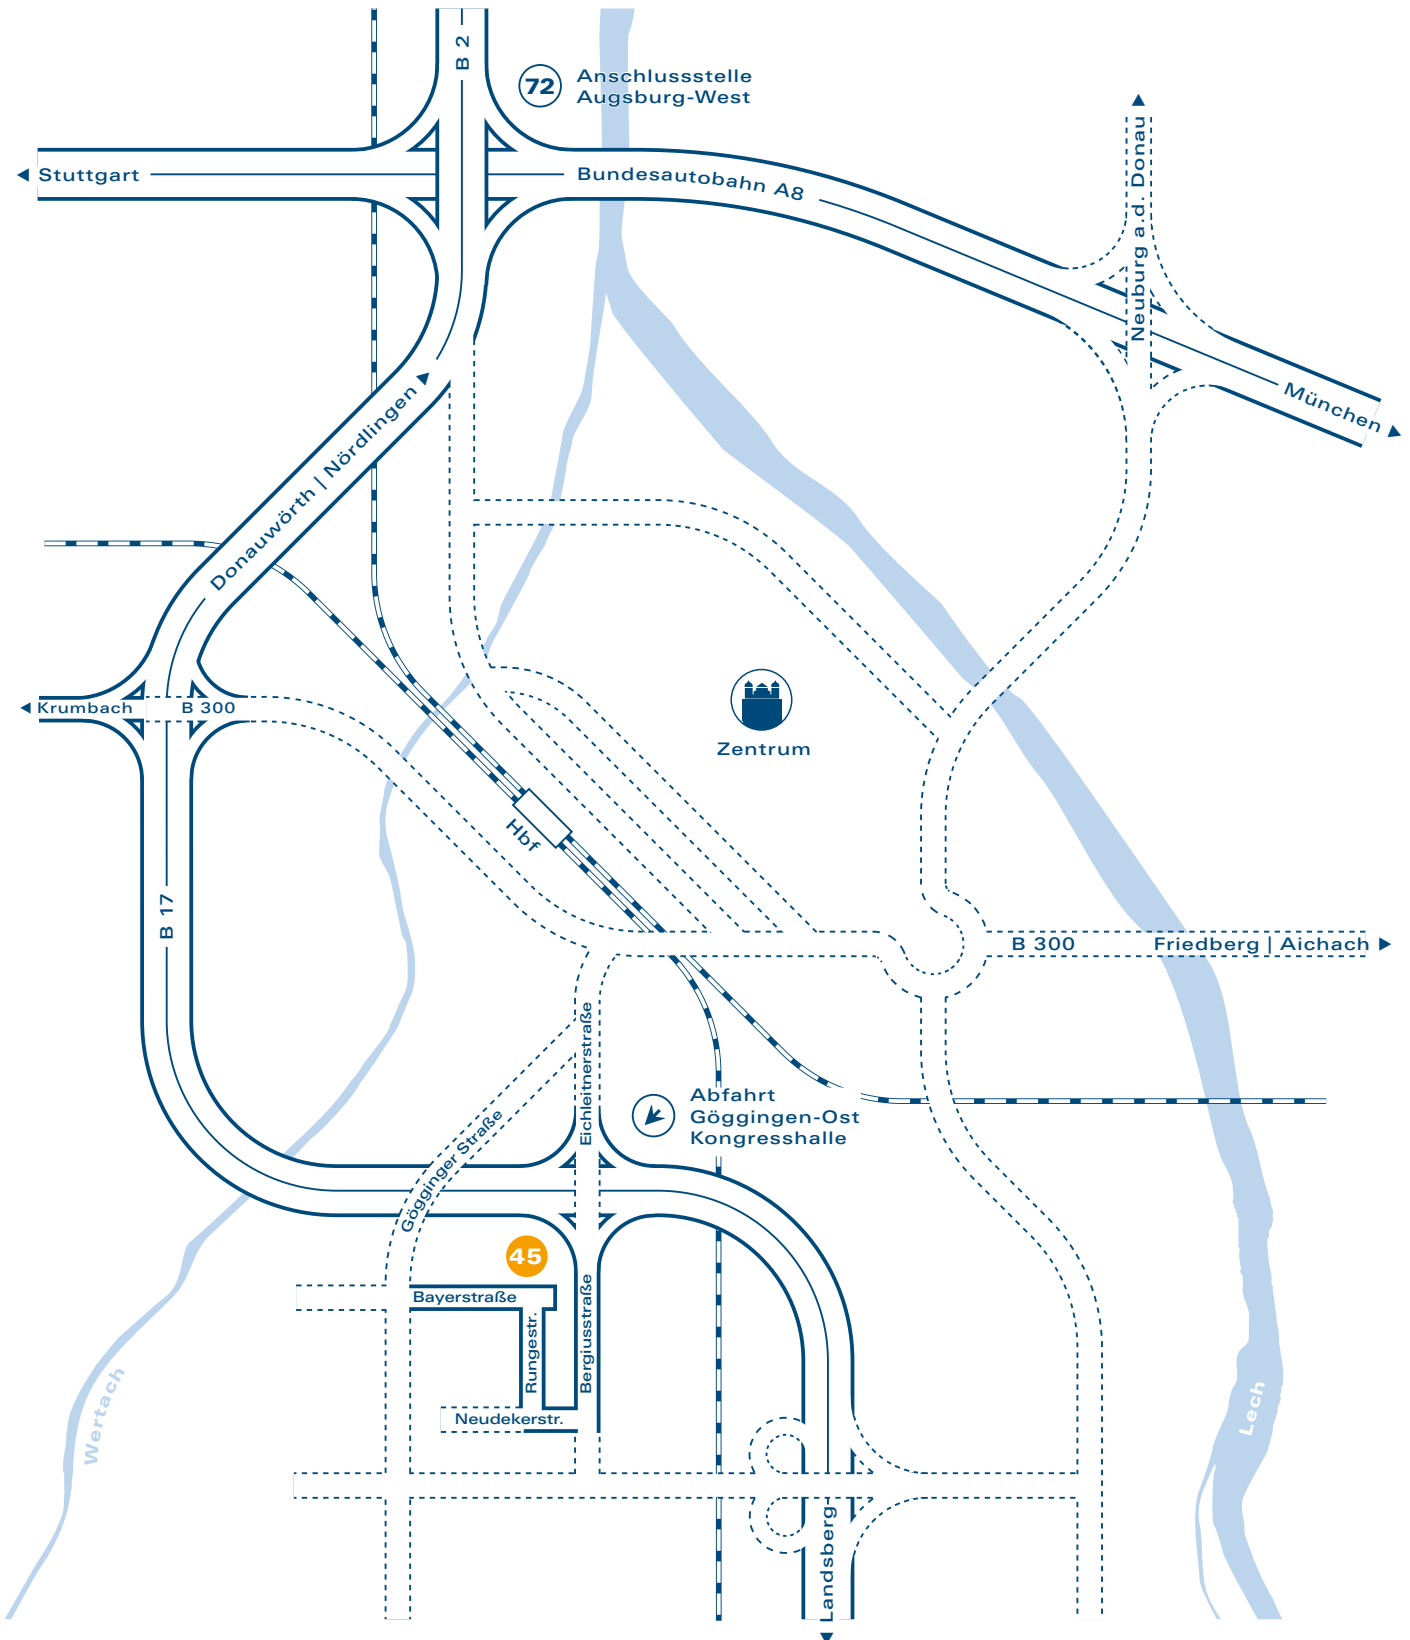 B 2
72
Anschlussstelle
Augsburg-West
Stuttgart
Bundesautobahn A8
Neuburg a.d. Donau
München
Donauwörth | Nördlingen
Krumbach
B 300
Zentrum
Hbf
B 17
B 300
Friedberg | Aichach
Eichleitnerstraße
Abfahrt
Göggingen-Ost
Kongresshalle
Gögginger Straße
45
Bayerstraße
Rungestr.
Bergiusstraße
Neudekerstr.
Wertach
Lech
Landsberg